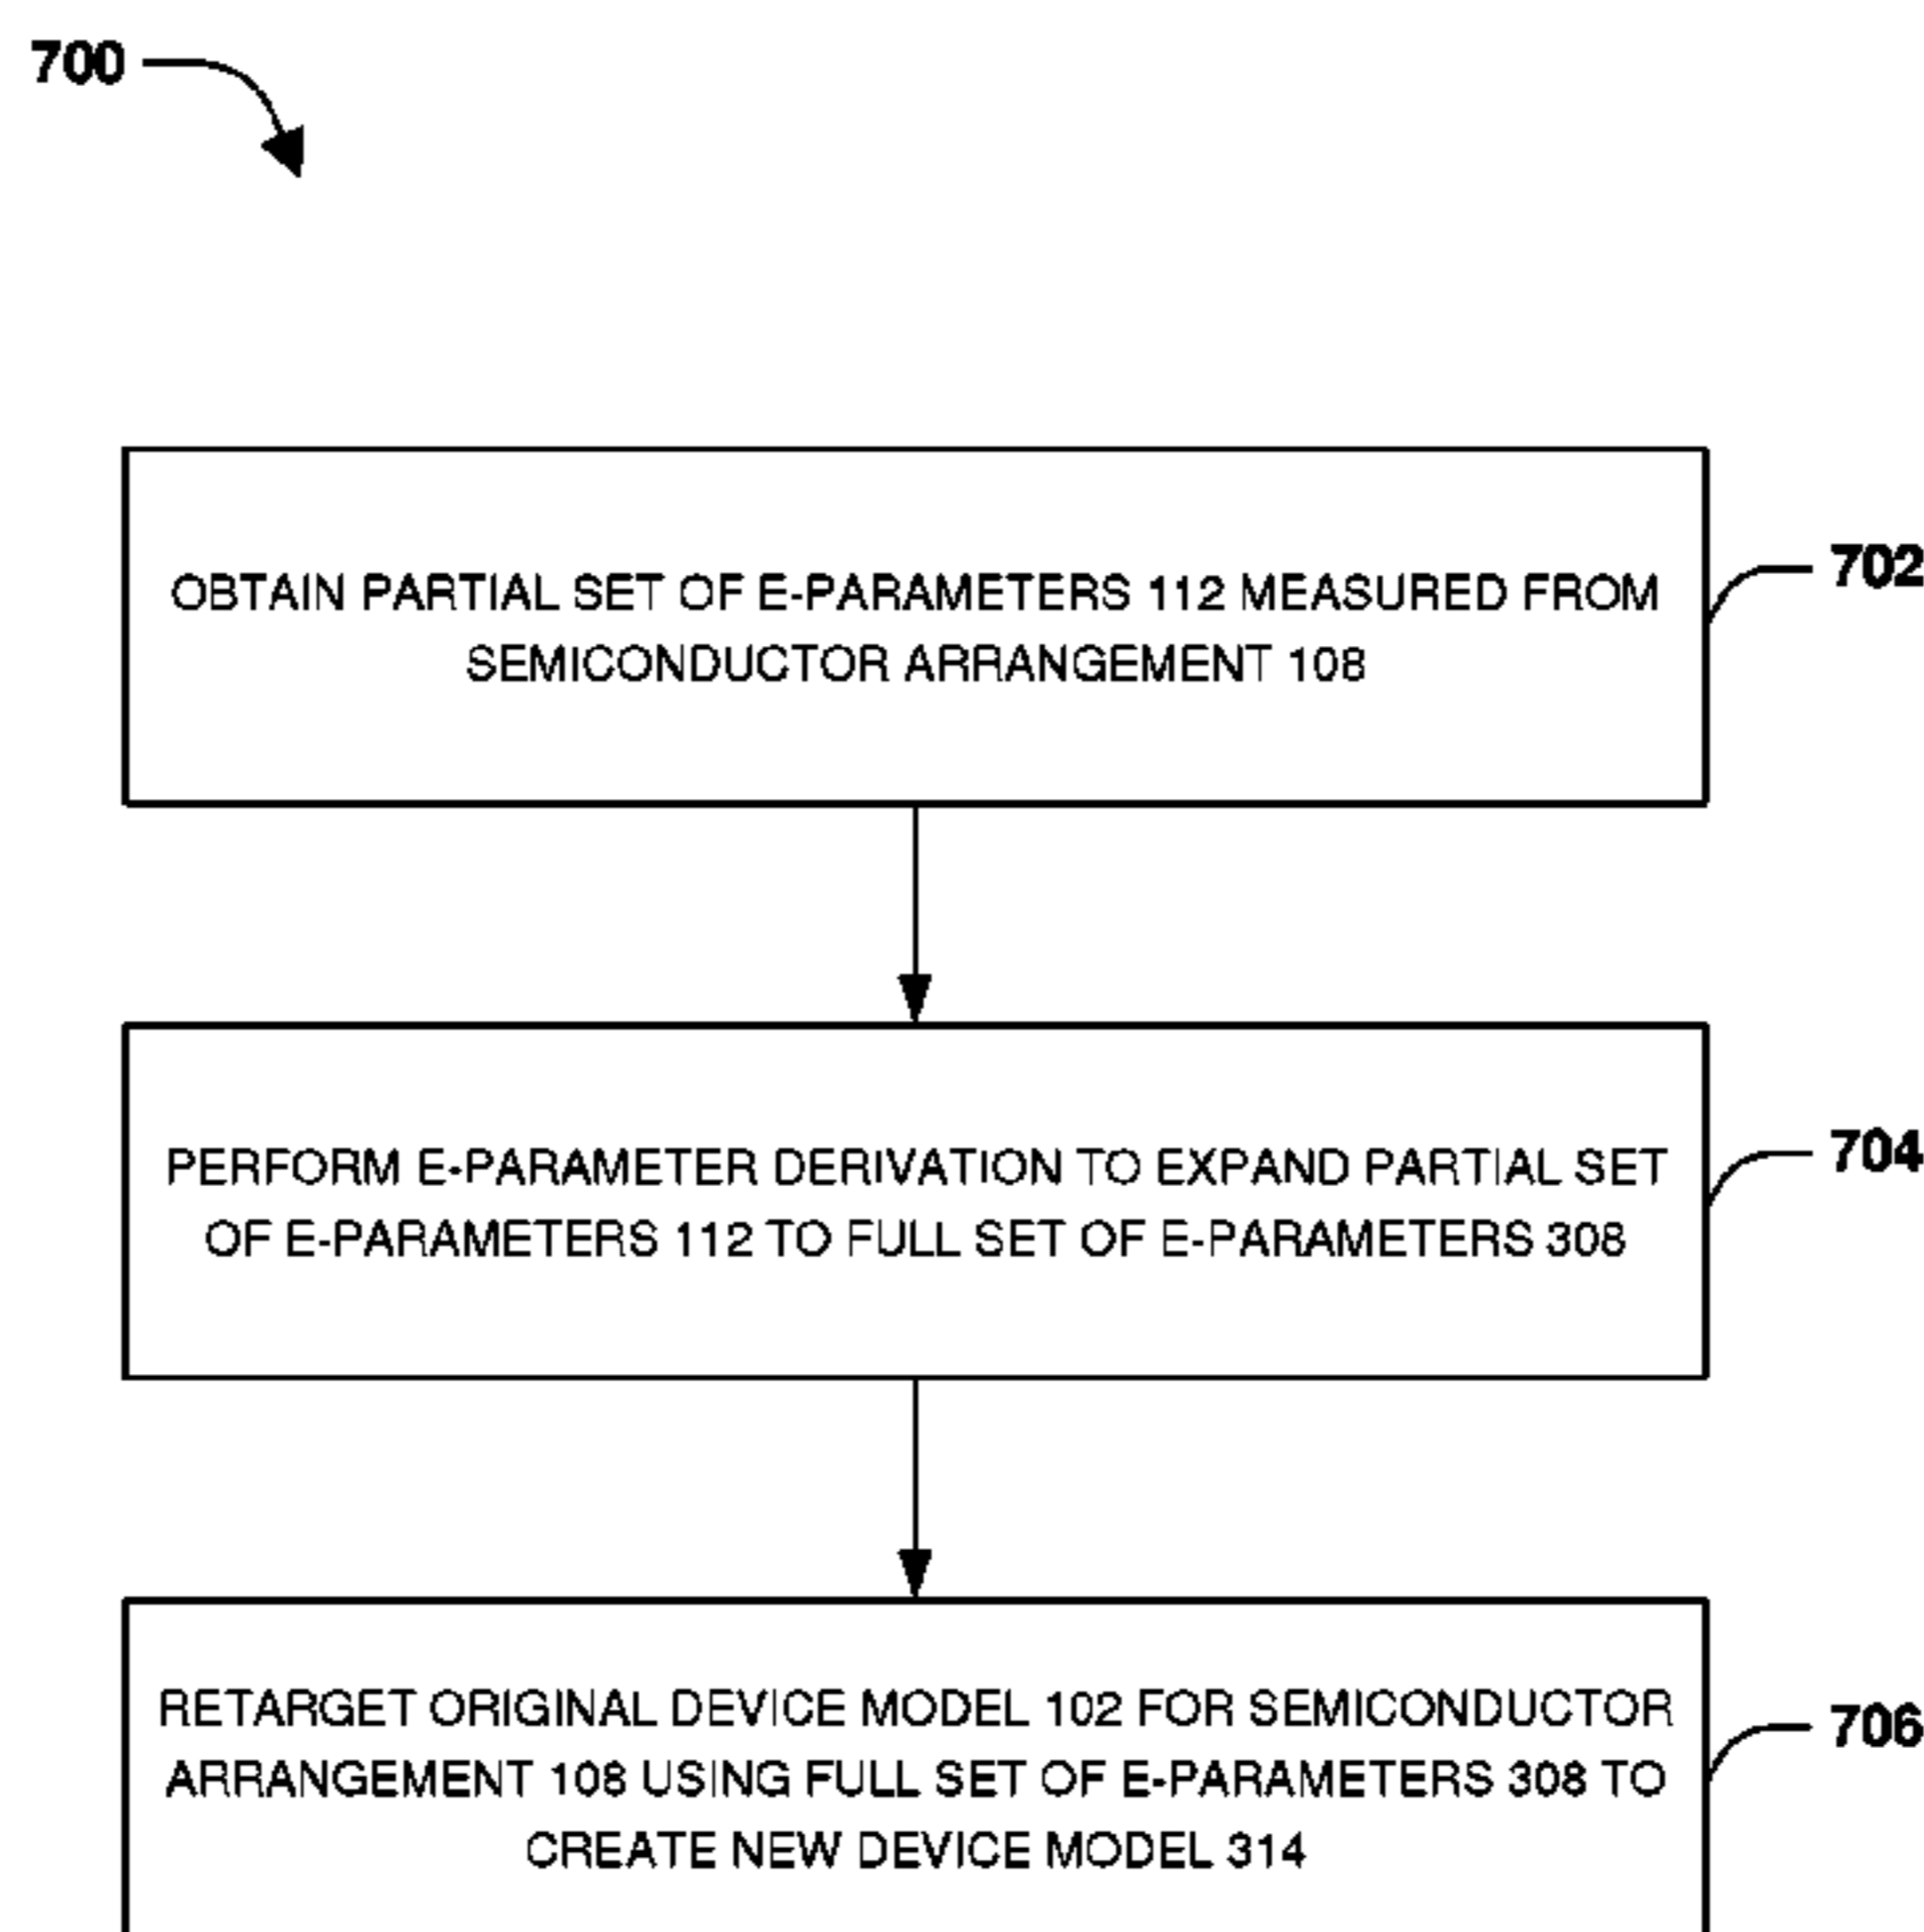 700
OBTAIN PARTIAL SET OF E-PARAMETERS 112 MEASURED FROM
SEMICONDUCTOR ARRANGEMENT 108
702
PERFORM E-PARAMETER DERIVATION TO EXPAND PARTIAL SET
OF E-PARAMETERS 112 TO FULL SET OF E-PARAMETERS 308
704
RETARGET ORIGINAL DEVICE MODEL 102 FOR SEMICONDUCTOR
ARRANGEMENT 108 USING FULL SET OF E-PARAMETERS 308 TO
CREATE NEW DEVICE MODEL 314
706